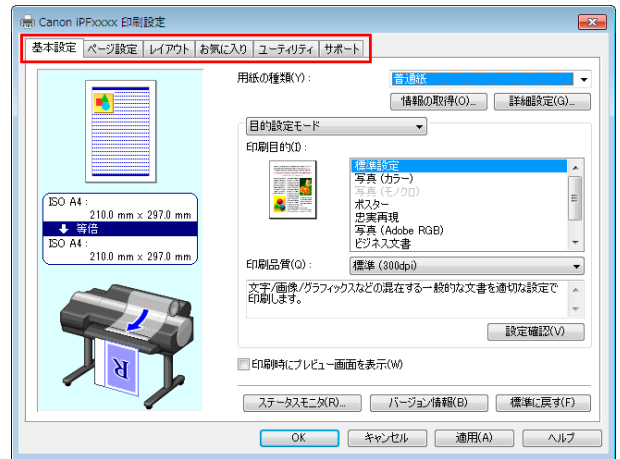 Canon iPFxxxx 印刷設定
基本設定 ページ設定 レイアウト お気に入り ユーティリティ サポート
用紙の種類(Y)： 普通紙
情報の取得(O)... 詳細設定(G)...
目的設定モード
印刷目的(I)：
標準設定
写真 (カラー)
写真 (モノクロ)
ポスター
忠実再現
写真 (Adobe RGB)
ビジネス文書
ISO A4 :
210.0 mm x 297.0 mm
等倍
ISO A4 :
210.0 mm x 297.0 mm
印刷品質(Q)： 標準 (300dpi)
文字/画像/グラフィックスなどの混在する一般的な文書を適切な設定で
印刷します。
設定確認(V)
R
印刷時にプレビュー画面を表示(W)
ステータスモニタ(R)... バージョン情報(B) 標準に戻す(F)
OK キャンセル 適用(A) ヘルプ